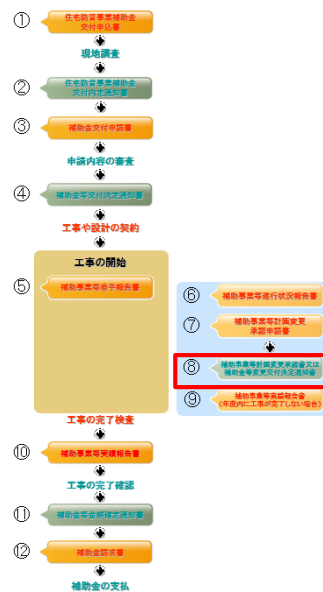 ①
住宅防音事業補助金
交付申込書
現地調査
②
住宅防音事業補助金
交付内定通知書
③
補助金交付申請書
申請内容の審査
④
補助金等交付決定通知書
工事や設計の契約
工事の開始
⑤
補助事業等着手報告書
⑥
補助事業等遂行状況報告書
⑦
補助事業等計画変更
承認申請書
⑧
補助事業等計画変更承認書又は
補助金等変更交付決定通知書
⑨
補助事業等実績報告書
(年度内に工事が完了しない場合)
工事の完了検査
⑩
補助事業等実績報告書
工事の完了確認
⑪
補助金等金額確定通知書
⑫
補助金請求書
補助金の支払